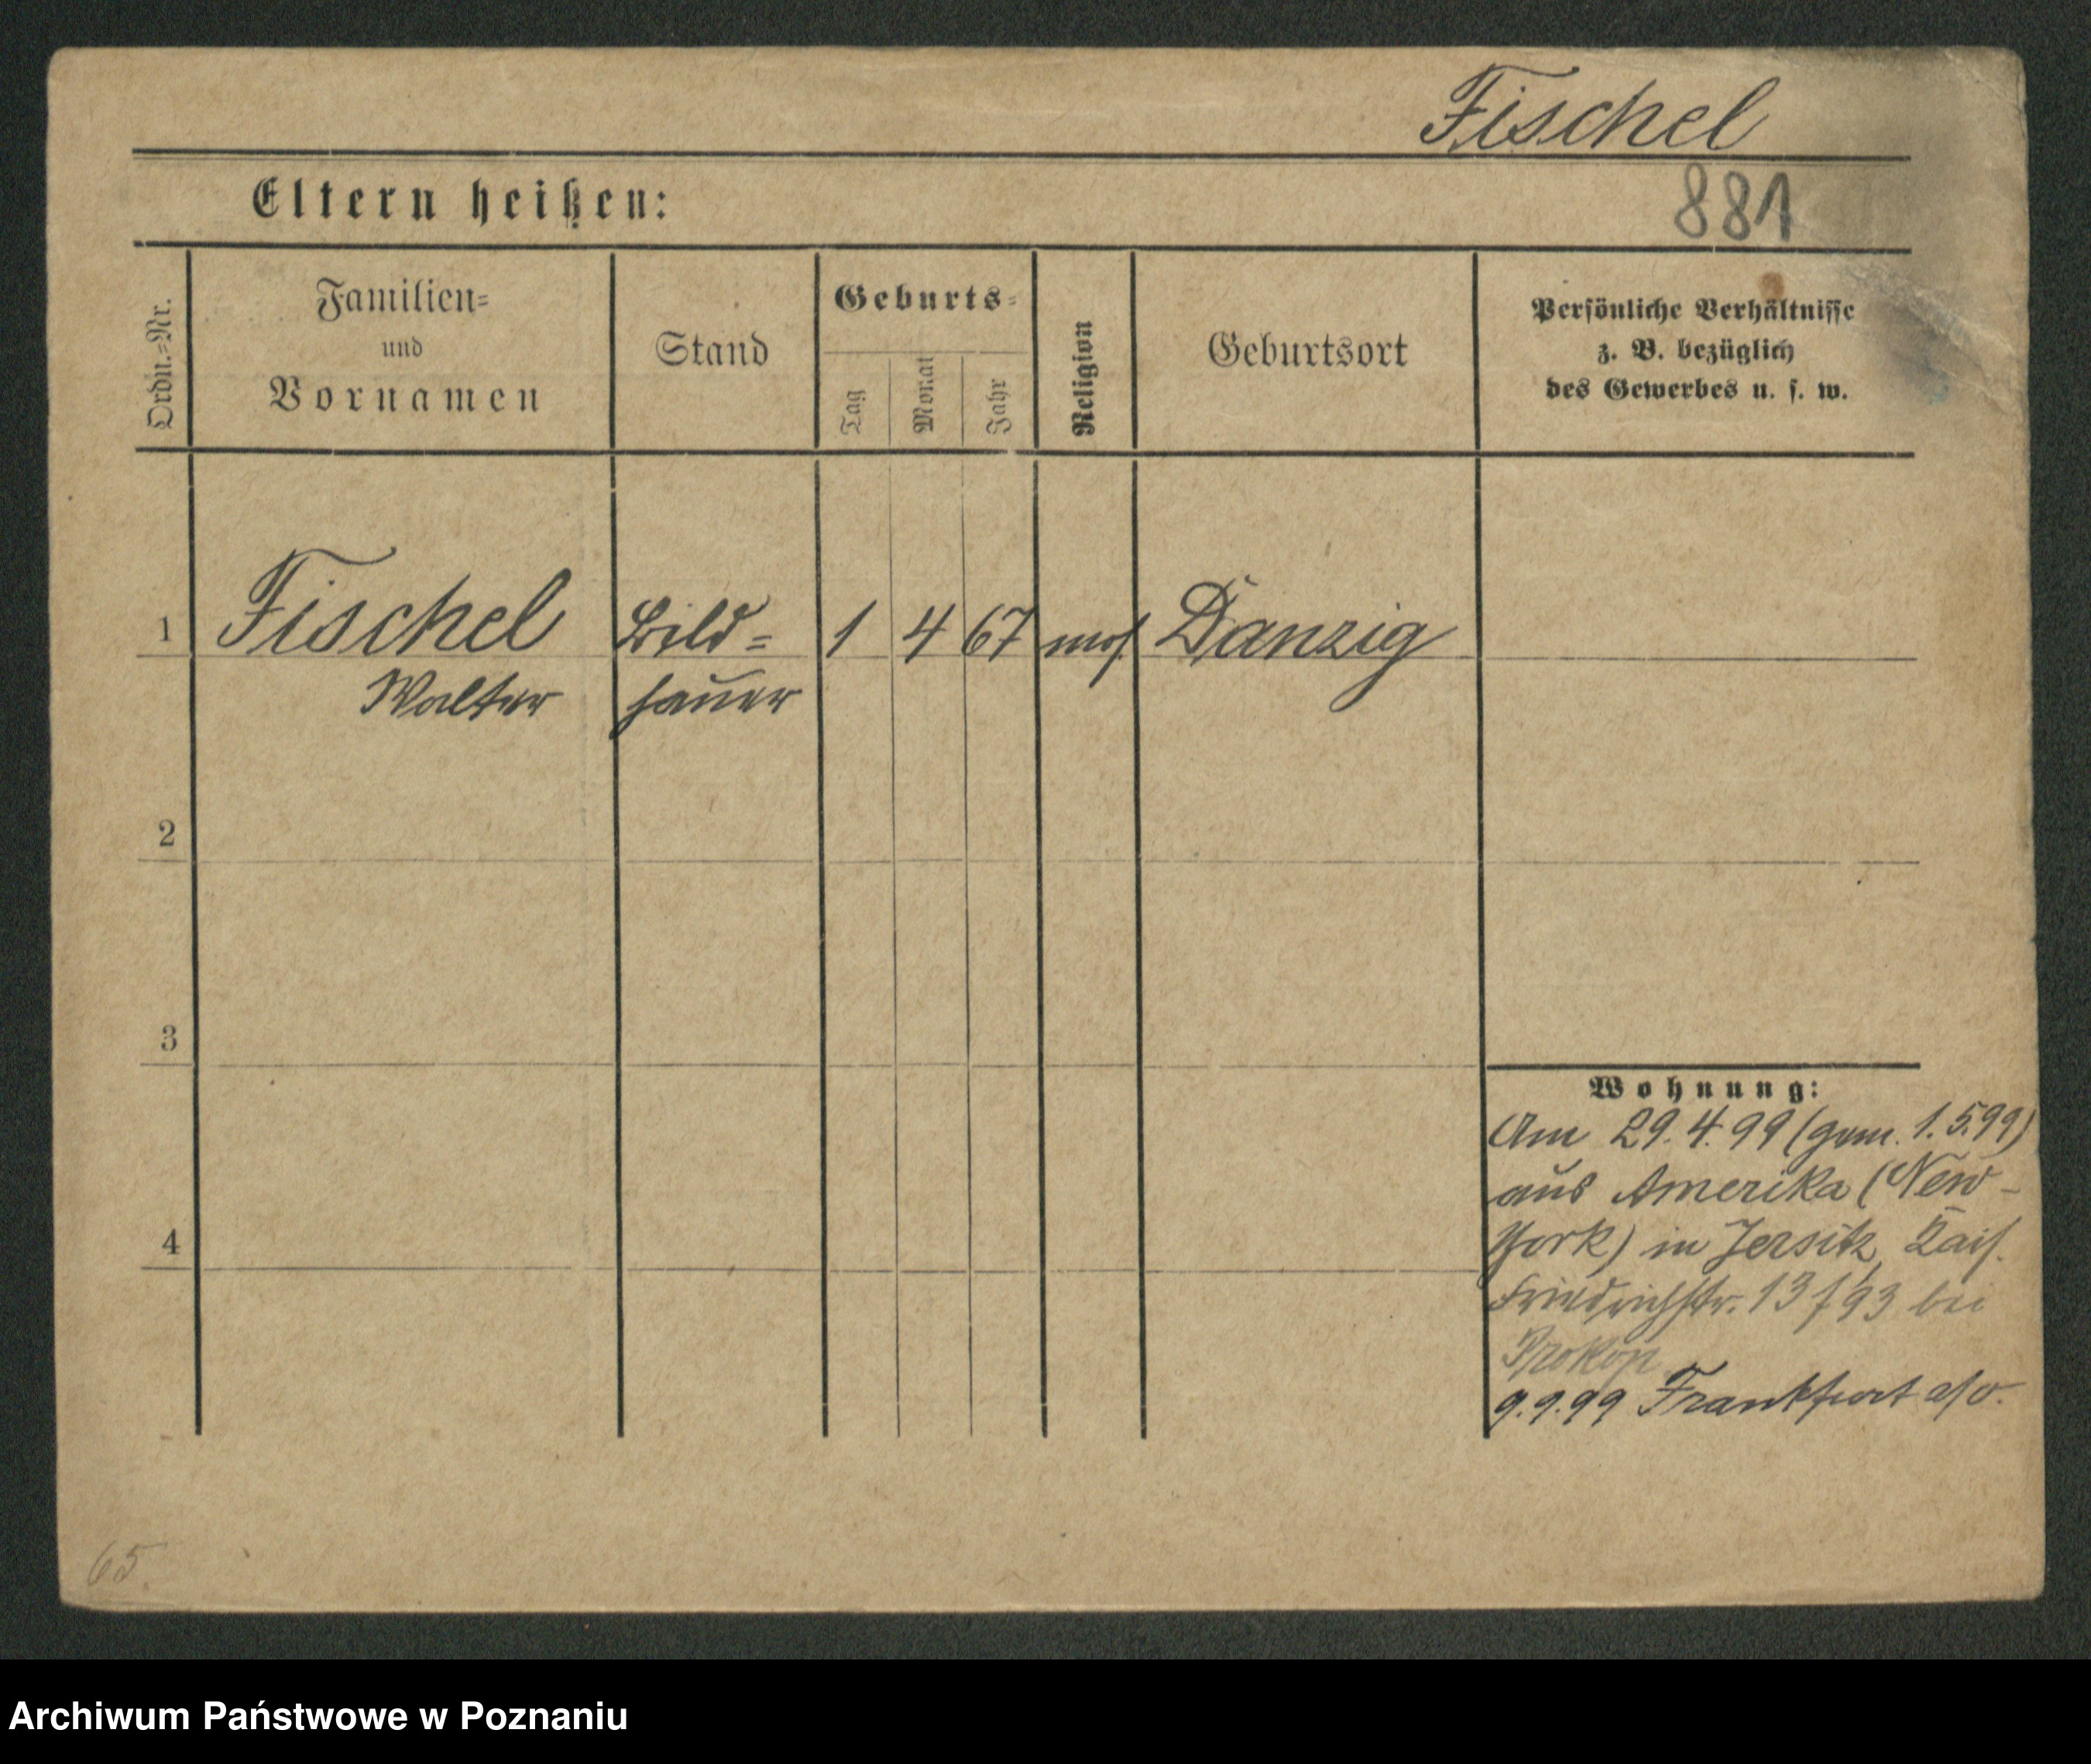 Fischel
Eltern heißen:
881
Ordn.=Nr.
Familien=
und
Vornamen
Stand
Geburts=
Tag
Monat
Jahr
Religion
Geburtsort
Persönliche Verhältnisse
z. B. bezüglich
des Gewerbes u. s. w.
1 Fischel Bild= 1 4 67 mos. Danzig
Walter hauer
2
3
4
Wohnung:
Am 29.4.99 (gem. 1.5.99)
aus Amerika (New-
York) in Jersitz, Kais.
Friedrichstr. 13 f 93 bei
Prokop
9.9.99 Frankfurt a/O.
65.
Archiwum Państwowe w Poznaniu